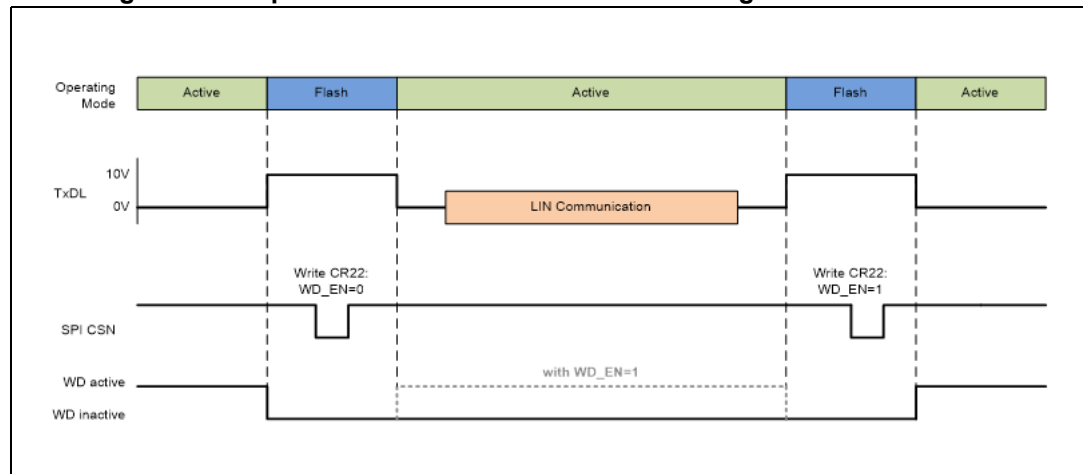 Operating
Mode
Active
Flash
Active
Flash
Active
10V
TxDL
0V
LIN Communication
Write CR22:
WD_EN=0
Write CR22:
WD_EN=1
SPI CSN
with WD_EN=1
WD active
WD inactive